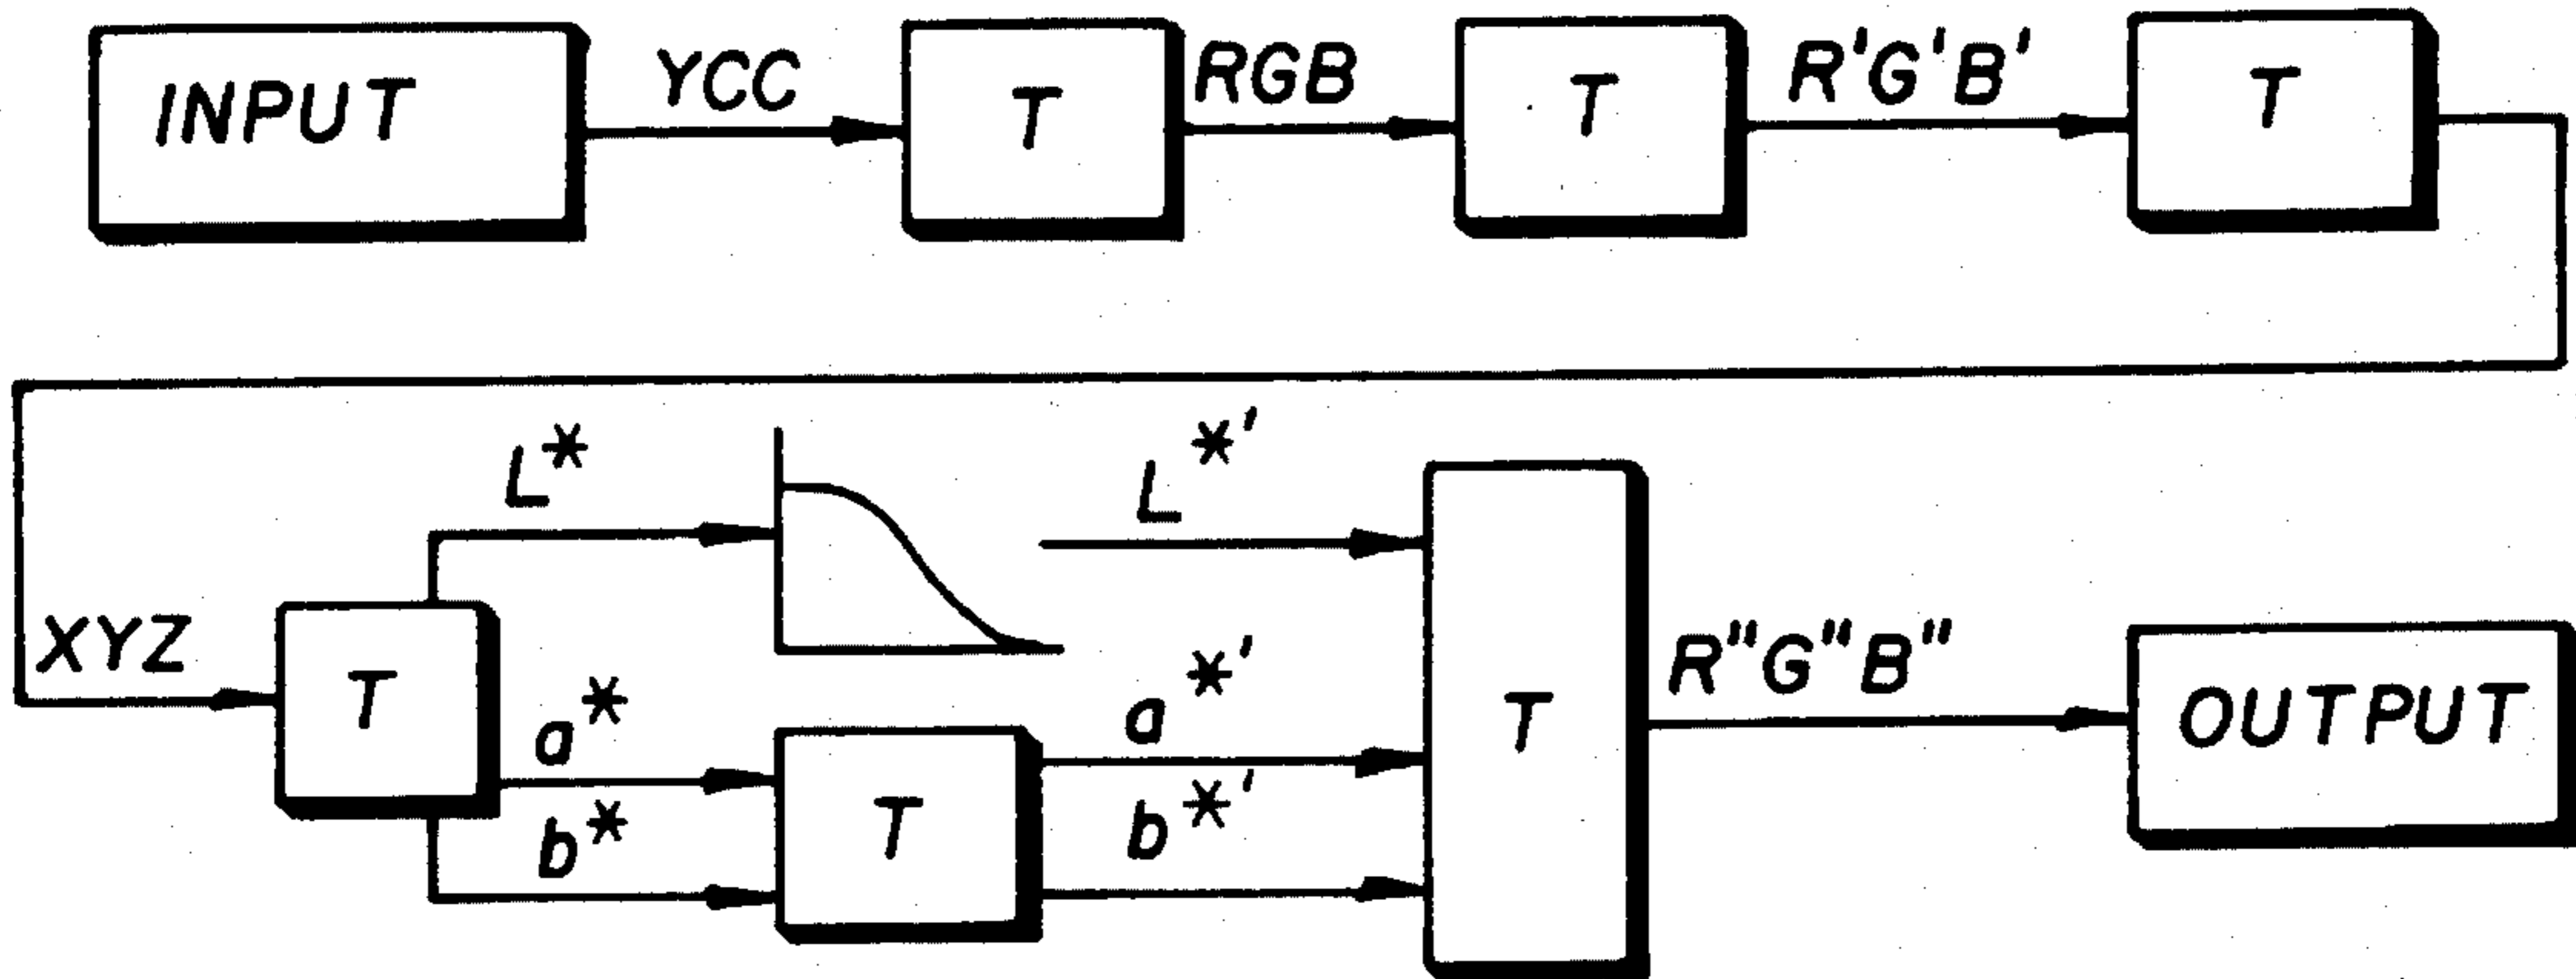 INPUT YCC T RGB T R'G'B' T
L* L*'
XYZ T a* a*' T R"G"B" OUTPUT
b* T b*'